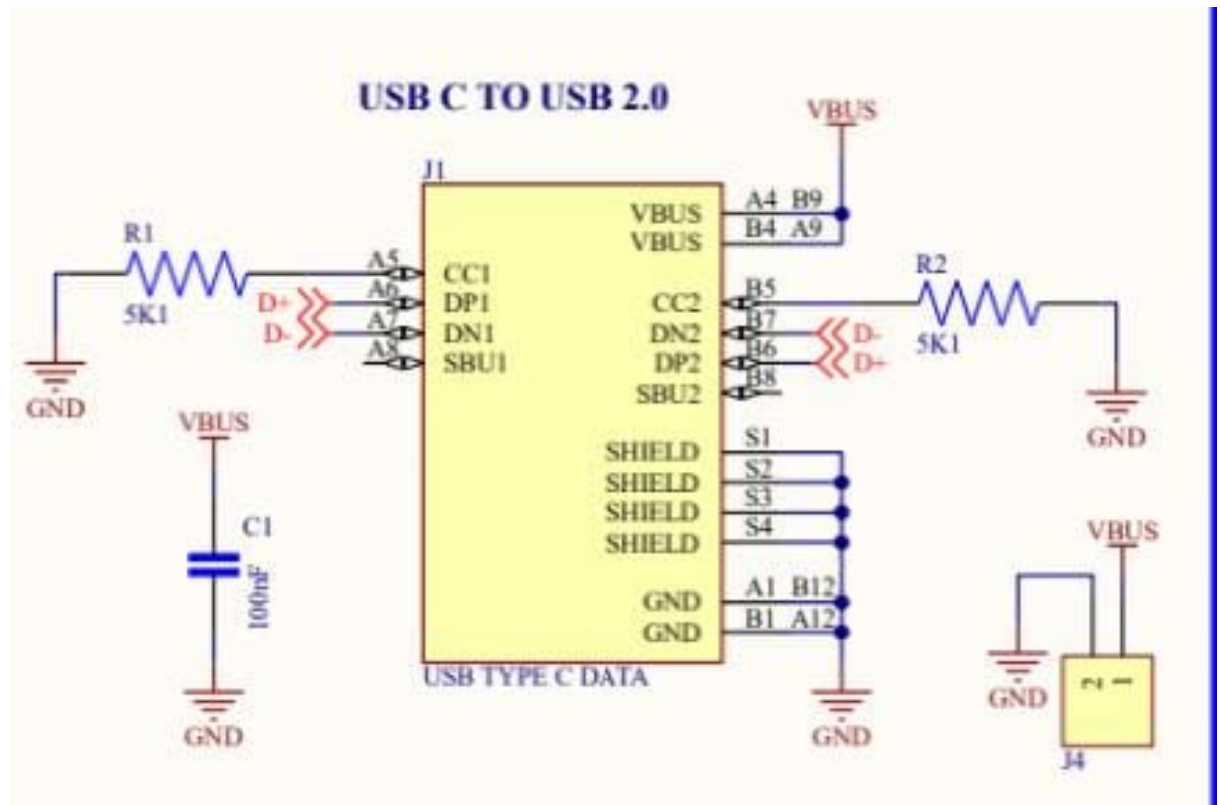 USB C TO USB 2.0
VBUS
J1
VBUS A4 B9
VBUS B4 A9
R1
5K1
A5 CC1
D+ A6 DP1
D- A7 DN1
A8 SBU1
R2
5K1
CC2 B5
DN2 B7 D-
DP2 B6 D+
SBU2 B8
GND
GND
VBUS
C1
100nF
GND
SHIELD S1
SHIELD S2
SHIELD S3
SHIELD S4
GND A1 B12
GND B1 A12
USB TYPE C DATA
GND
VBUS
GND
2 1
J4